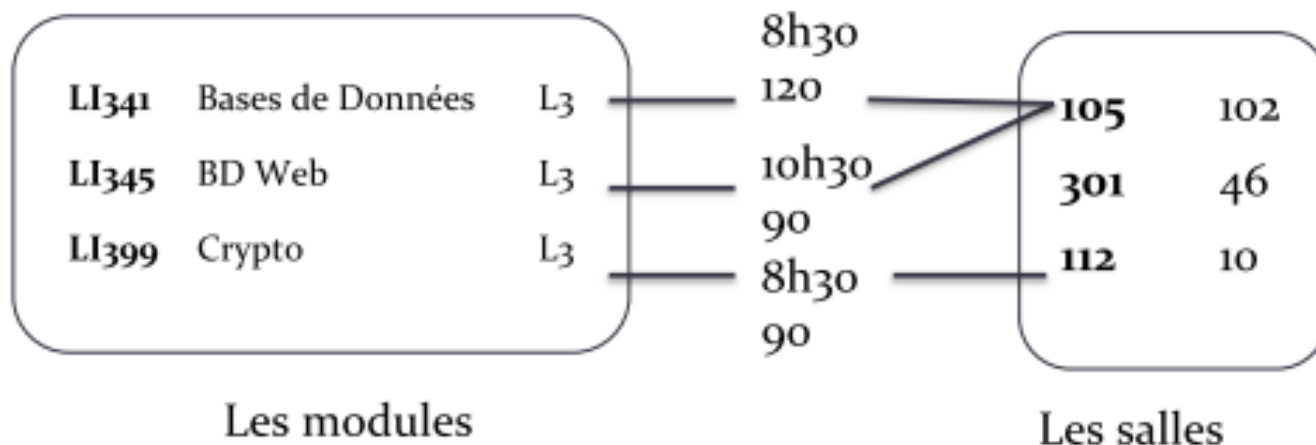 LI341 Bases de Données L3
LI345 BD Web L3
LI399 Crypto L3
Les modules
8h30
120
10h30
90
8h30
90
105 102
301 46
112 10
Les salles